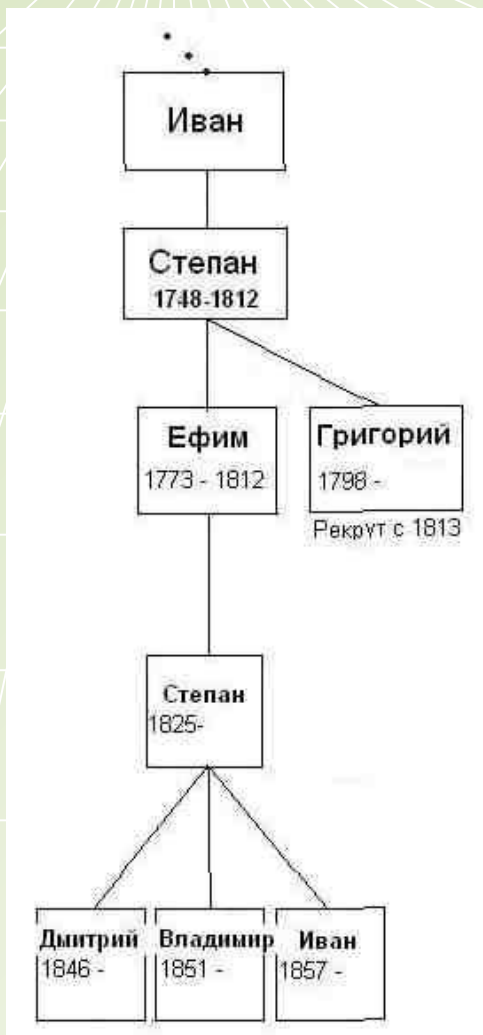 Иван
Степан
1748-1812
Ефим
1773 - 1812
Григорий
1798 -
Рекрут с 1813
Степан
1825-
Дмитрий
1846 -
Владимир
1851 -
Иван
1857 -